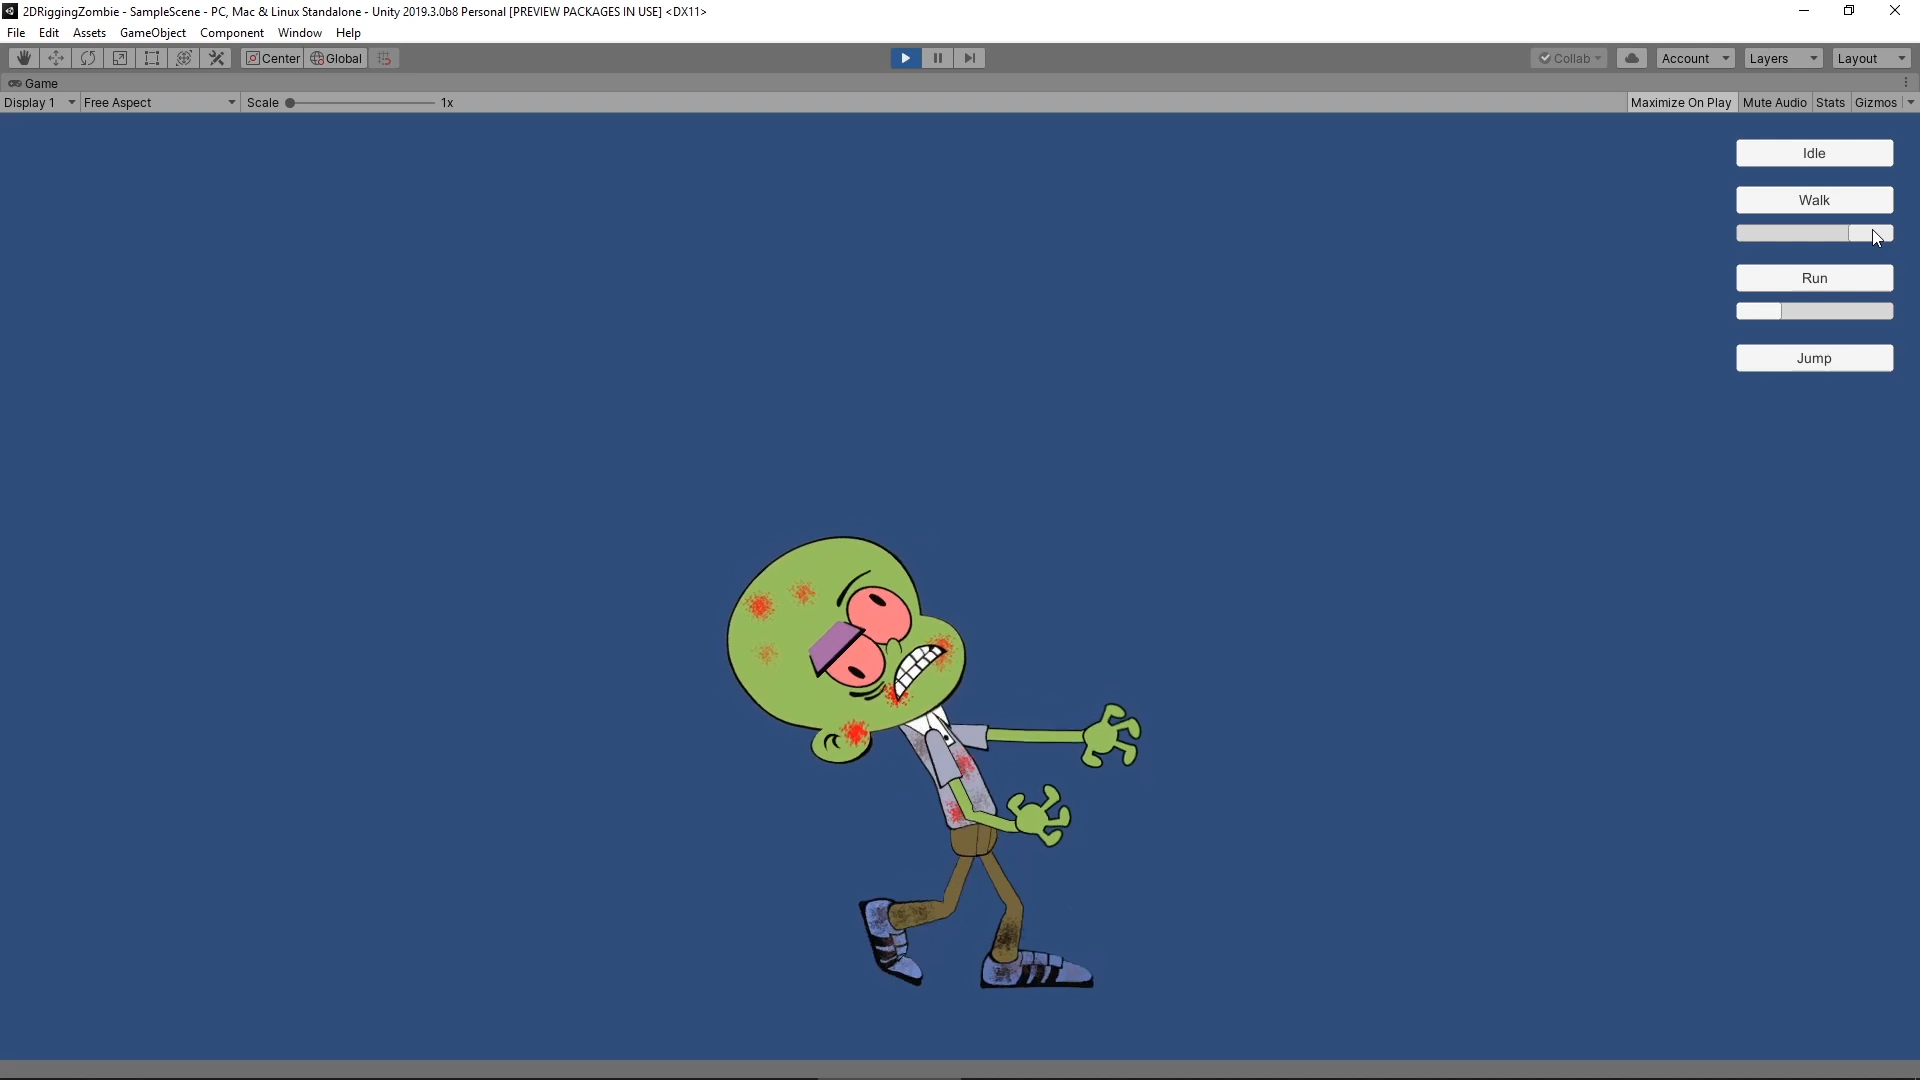 2DRiggingZombie - SampleScene - PC, Mac & Linux Standalone - Unity 2019.3.0b8 Personal [PREVIEW PACKAGES IN USE] <DX11>
File Edit Assets GameObject Component Window Help
Center Global Collab Account Layers Layout
Game
Display 1 Free Aspect Scale 1x Maximize On Play Mute Audio Stats Gizmos
Idle
Walk
Run
Jump